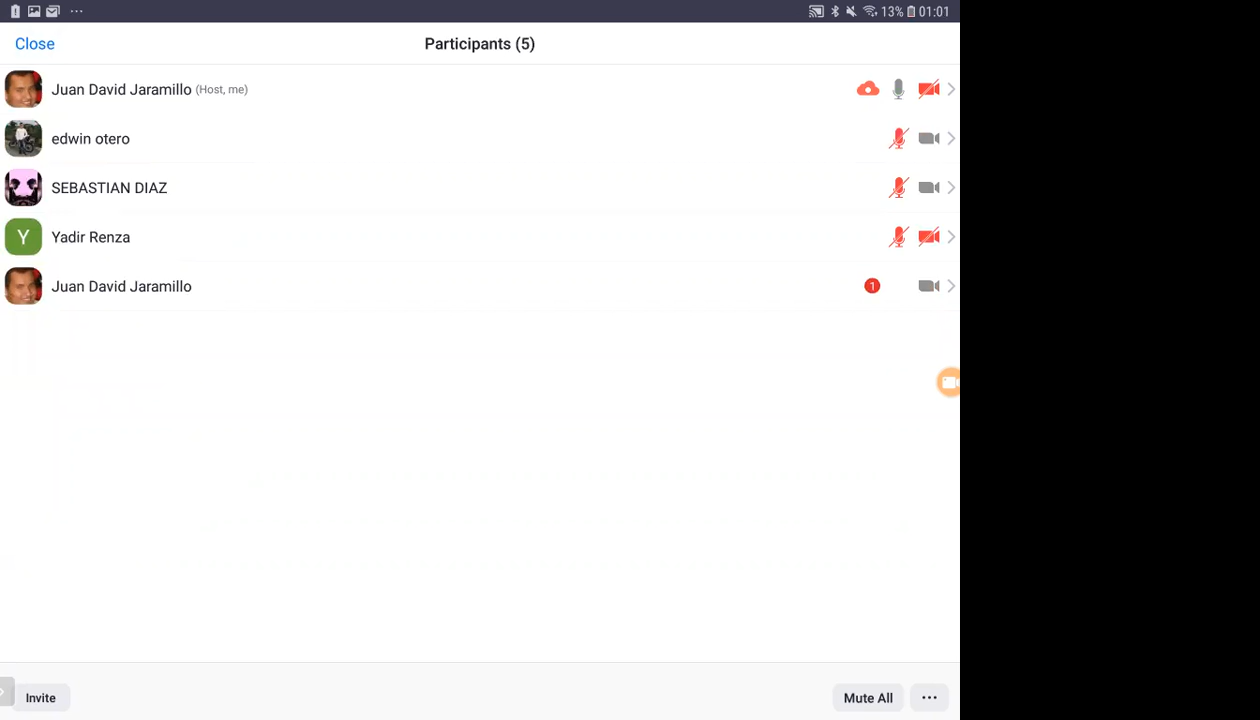 13% 01:01
Close
Participants (5)
Juan David Jaramillo (Host, me)
edwin otero
SEBASTIAN DIAZ
Y
Yadir Renza
Juan David Jaramillo
1
Invite
Mute All